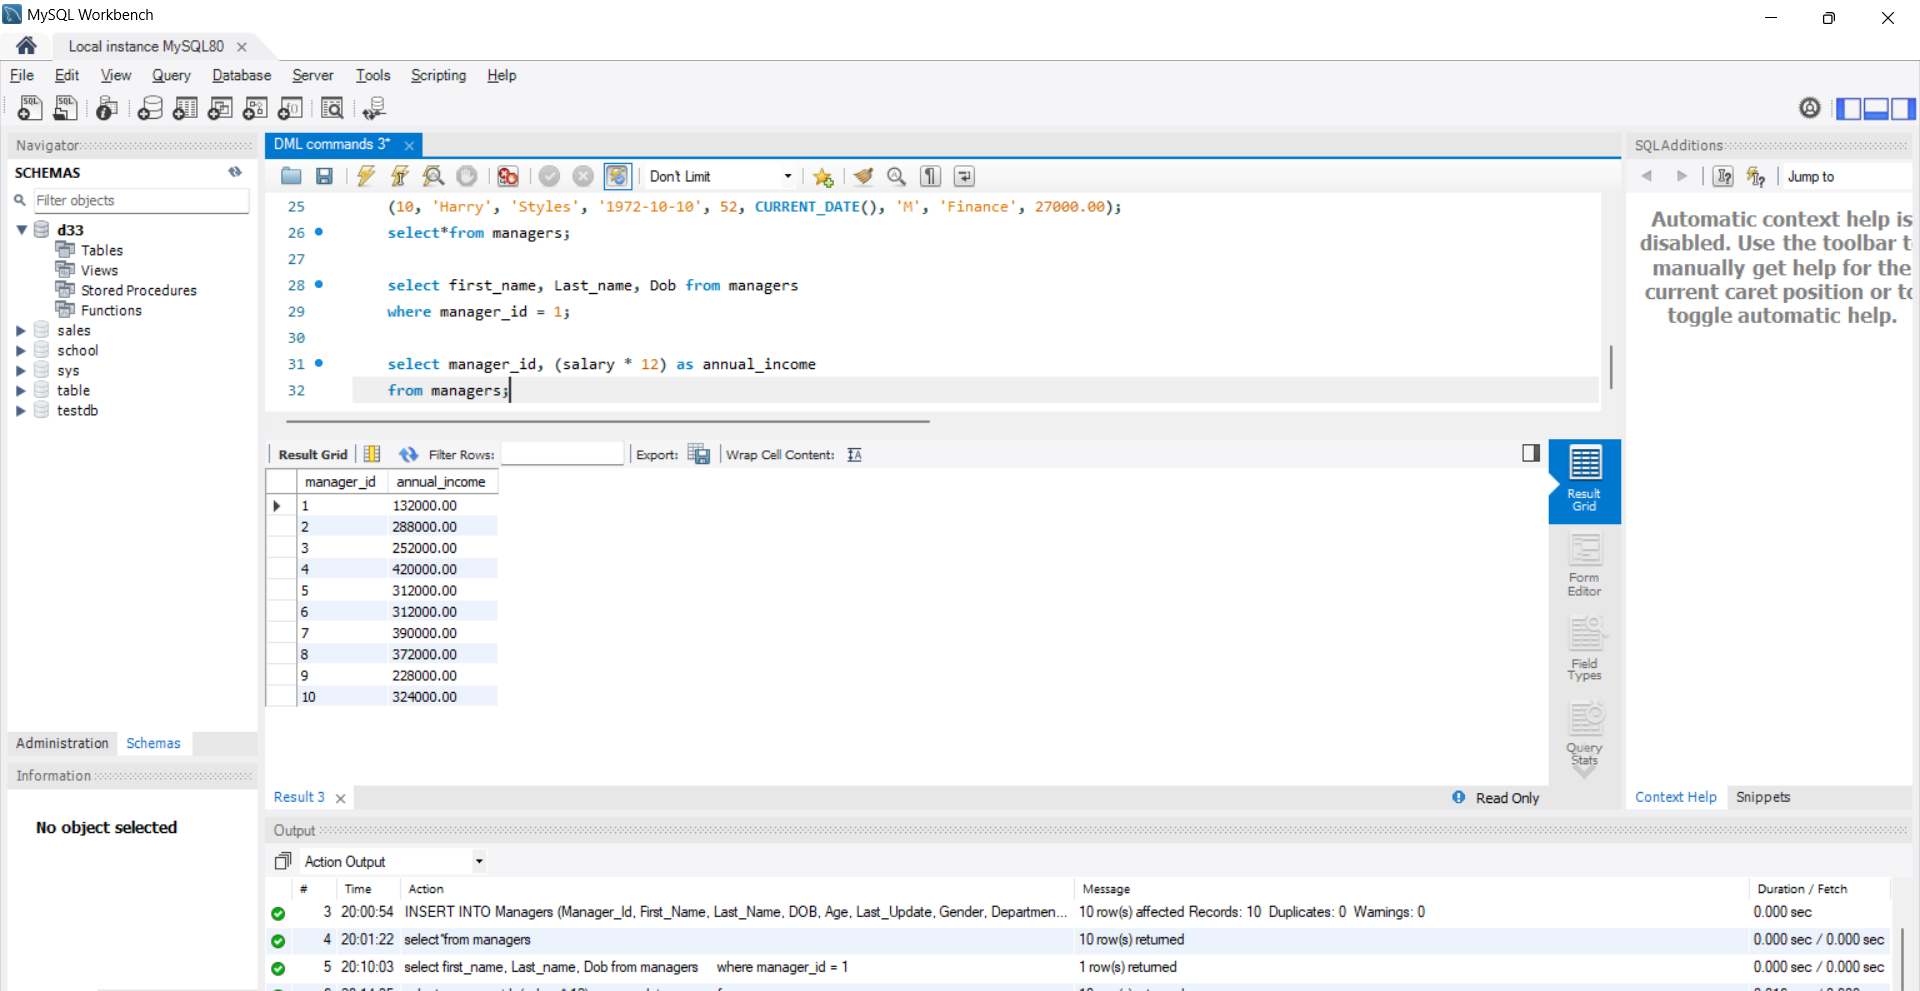 MySQL Workbench
Local instance MySQL80
File Edit View Query Database Server Tools Scripting Help
Navigator
SCHEMAS
Filter objects
d33
Tables
Views
Stored Procedures
Functions
sales
school
sys
table
testdb
Administration Schemas
Information
No object selected
DML commands 3*
Don't Limit
25 (10, 'Harry', 'Styles', '1972-10-10', 52, CURRENT_DATE(), 'M', 'Finance', 27000.00);
26 select*from managers;
27
28 select first_name, Last_name, Dob from managers
29 where manager_id = 1;
30
31 select manager_id, (salary * 12) as annual_income
32 from managers;
Result Grid Filter Rows: Export: Wrap Cell Content:
manager_id annual_income
1 132000.00
2 288000.00
3 252000.00
4 420000.00
5 312000.00
6 312000.00
7 390000.00
8 372000.00
9 228000.00
10 324000.00
Result
Grid
Form
Editor
Field
Types
Query
Stats
Result 3 Read Only
SQLAdditions
Jump to
Automatic context help is
disabled. Use the toolbar t
manually get help for the
current caret position or to
toggle automatic help.
Context Help Snippets
Output
Action Output
# Time Action Message Duration / Fetch
3 20:00:54 INSERT INTO Managers (Manager_Id, First_Name, Last_Name, DOB, Age, Last_Update, Gender, Departmen... 10 row(s) affected Records: 10 Duplicates: 0 Warnings: 0 0.000 sec
4 20:01:22 select*from managers 10 row(s) returned 0.000 sec / 0.000 sec
5 20:10:03 select first_name, Last_name, Dob from managers where manager_id = 1 1 row(s) returned 0.000 sec / 0.000 sec